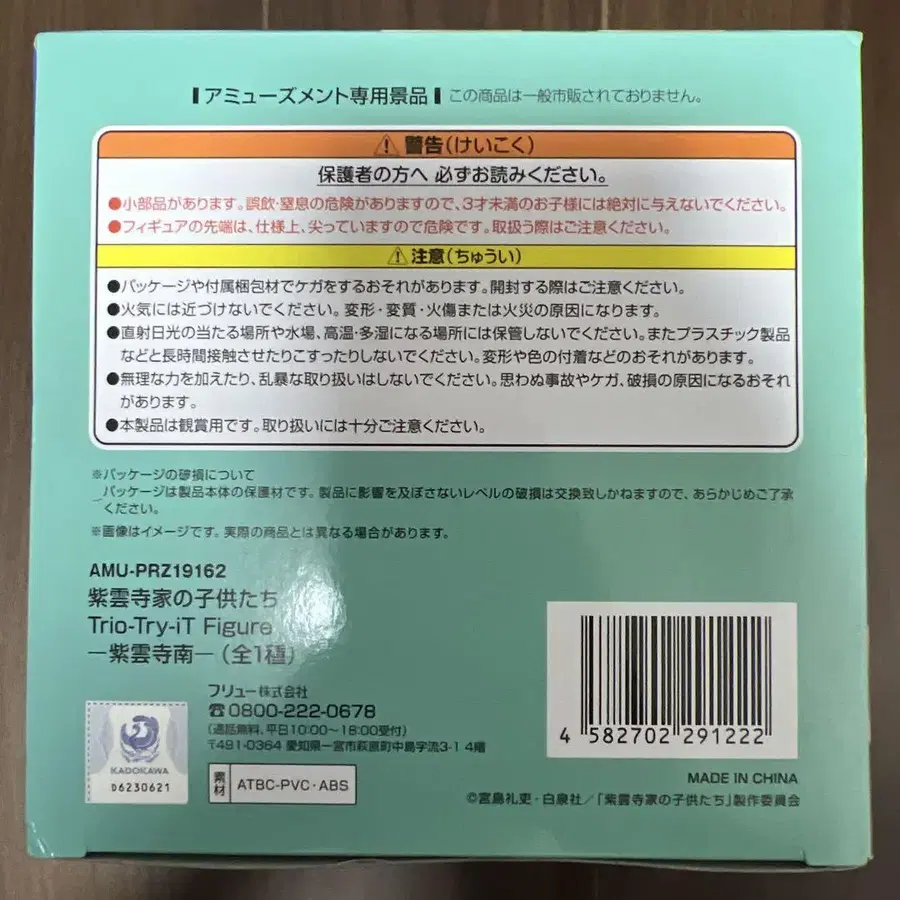 アミューズメント専用景品 この商品は一般市販されておりません。
警告(けいこく)
保護者の方へ 必ずお読みください。
●小部品があります。誤飲・窒息の危険がありますので、3才未満のお子様には絶対に与えないでください。
●フィギュアの先端は、仕様上、尖っていますので危険です。取扱う際はご注意ください。
注意(ちゅうい)
●パッケージや付属梱包材でケガをするおそれがあります。開封する際はご注意ください。
●火気には近づけないでください。変形・変質・火傷または火災の原因になります。
●直射日光の当たる場所や水場、高温・多湿になる場所には保管しないでください。またプラスチック製品
などと長時間接触させたりこすったりしないでください。変形や色の付着などのおそれがあります。
●無理な力を加えたり、乱暴な取り扱いはしないでください。思わぬ事故やケガ、破損の原因になるおそれ
があります。
●本製品は観賞用です。取り扱いには十分ご注意ください。
※パッケージの破損について
パッケージは製品本体の保護材です。製品に影響を及ぼさないレベルの破損は交換致しかねますので、あらかじめご了承
ください。
※画像はイメージです。実際の商品とは異なる場合があります。
AMU-PRZ19162
紫雲寺家の子供たち
Trio-Try-iT Figure
―紫雲寺南―(全1種)
フリュー株式会社
☎0800-222-0678
(通話無料、平日10:00~18:00受付)
〒491-0364 愛知県一宮市萩原町中島字流3-1 4階
KADOKAWA
D6230621
素材 ATBC-PVC・ABS
4 582702 291222
MADE IN CHINA
©宮島礼吏・白泉社/「紫雲寺家の子供たち」製作委員会